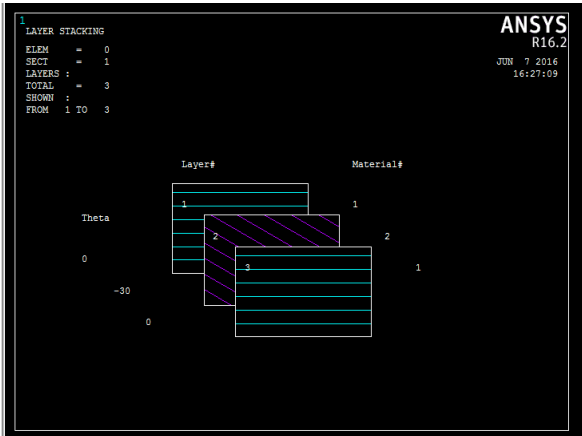 1
LAYER STACKING
ANSYS
R16.2
ELEM = 0
SECT = 1
LAYERS :
TOTAL = 3
SHOWN :
FROM 1 TO 3
JUN 7 2016
16:27:09
Layer# Material#
1 1
Theta
2 2
0 3 1
-30
0